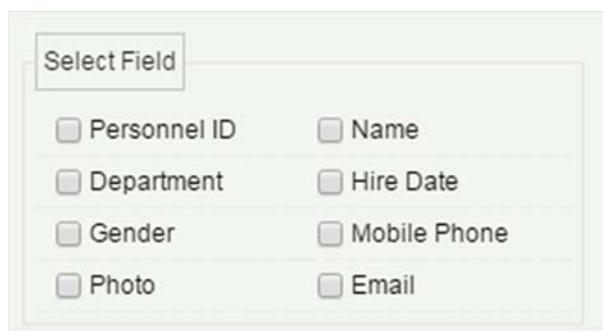 Select Field
Personnel ID Name
Department Hire Date
Gender Mobile Phone
Photo Email